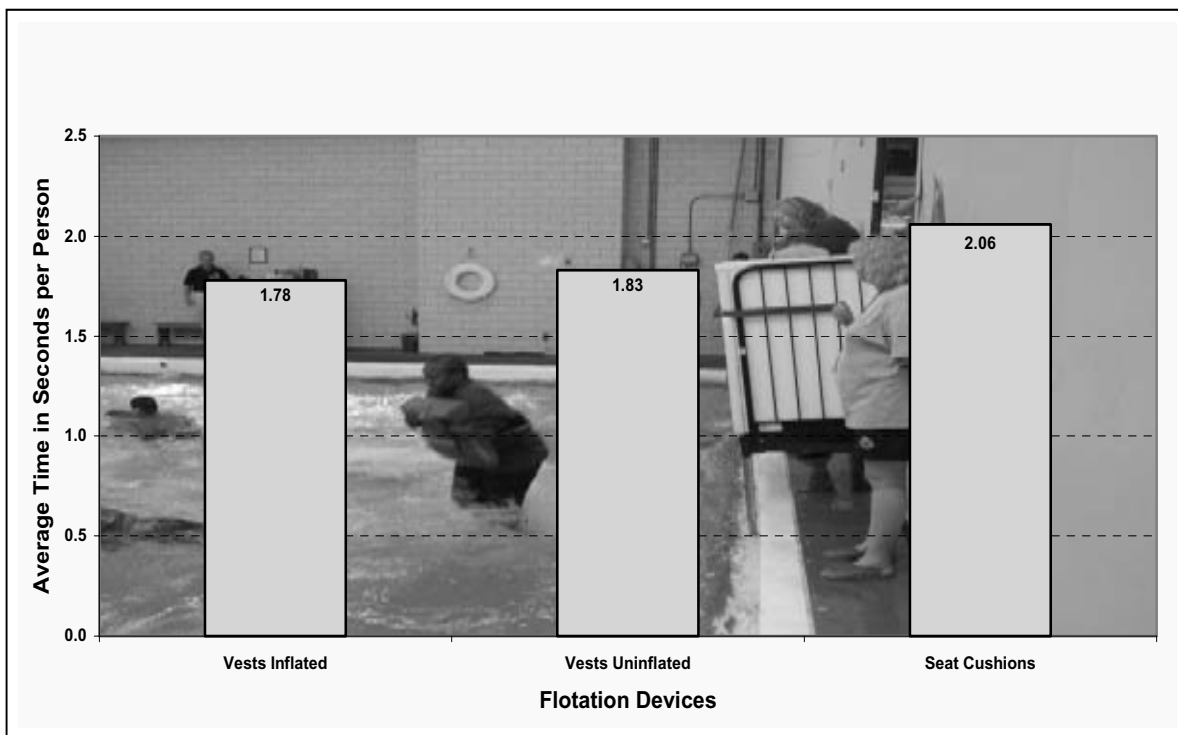 Average Time in Seconds per Person
2.5
2.0
1.5
1.0
0.5
0.0
1.78
1.83
2.06
Vests Inflated
Vests Uninflated
Seat Cushions
Flotation Devices